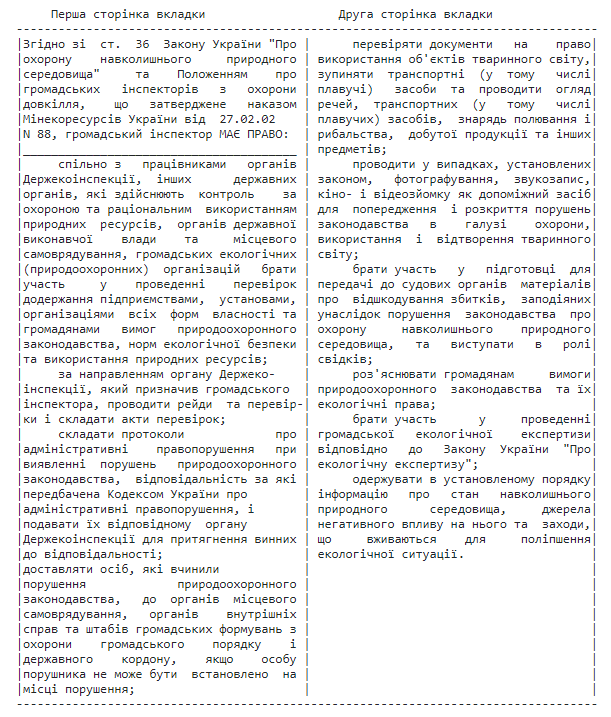 Перша сторінка вкладки
Друга сторінка вкладки
Згідно зі ст. 36 Закону України "Про
охорону навколишнього природного
середовища" та Положенням про
громадських інспекторів з охорони
довкілля, що затверджене наказом
Мінекоресурсів України від 27.02.02
N 88, громадський інспектор МАЄ ПРАВО:
спільно з працівниками органів
Держекоінспекції, інших державних
органів, які здійснюють контроль за
охороною та раціональним використанням
природних ресурсів, органів державної
виконавчої влади та місцевого
самоврядування, громадських екологічних
(природоохоронних) організацій брати
участь у проведенні перевірок
додержання підприємствами, установами,
організаціями всіх форм власності та
громадянами вимог природоохоронного
законодавства, норм екологічної безпеки
та використання природних ресурсів;
за направленням органу Держеко-
інспекції, який призначив громадського
інспектора, проводити рейди та перевір-
ки і складати акти перевірок;
складати протоколи про
адміністративні правопорушення при
виявленні порушень природоохоронного
законодавства, відповідальність за які
передбачена Кодексом України про
адміністративні правопорушення, і
подавати їх відповідному органу
Держекоінспекції для притягнення винних
до відповідальності;
доставляти осіб, які вчинили
порушення природоохоронного
законодавства, до органів місцевого
самоврядування, органів внутрішніх
справ та штабів громадських формувань з
охорони громадського порядку і
державного кордону, якщо особу
порушника не може бути встановлено на
місці порушення;
перевіряти документи на право
використання об'єктів тваринного світу,
зупиняти транспортні (у тому числі
плавучі) засоби та проводити огляд
речей, транспортних (у тому числі
плавучих) засобів, знарядь полювання і
рибальства, добутої продукції та інших
предметів;
проводити у випадках, установлених
законом, фотографування, звукозапис,
кіно- і відеозйомку як допоміжний засіб
для попередження і розкриття порушень
законодавства в галузі охорони,
використання і відтворення тваринного
світу;
брати участь у підготовці для
передачі до судових органів матеріалів
про відшкодування збитків, заподіяних
унаслідок порушення законодавства про
охорону навколишнього природного
середовища, та виступати в ролі
свідків;
роз'яснювати громадянам вимоги
природоохоронного законодавства та їх
екологічні права;
брати участь у проведенні
громадської екологічної експертизи
відповідно до Закону України "Про
екологічну експертизу";
одержувати в установленому порядку
інформацію про стан навколишнього
природного середовища, джерела
негативного впливу на нього та заходи,
що вживаються для поліпшення
екологічної ситуації.